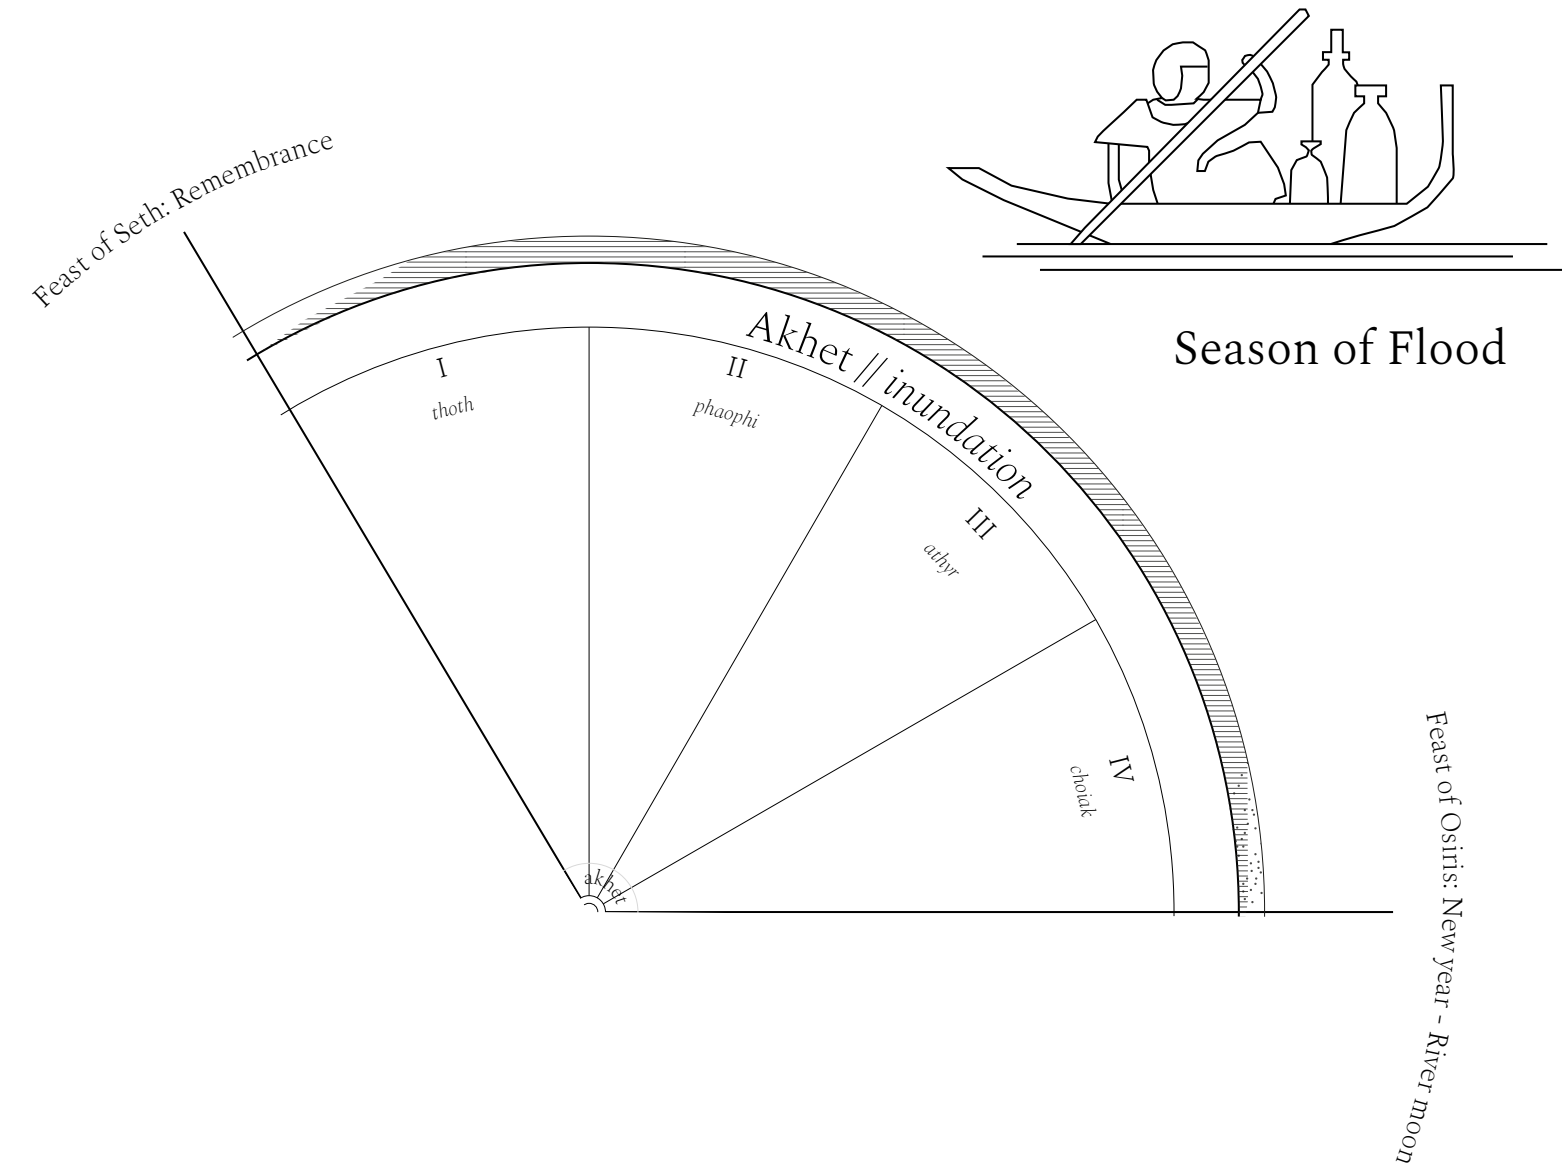 Feast of Seth: Remembrance
Season of Flood
Akhet // inundation
I
thoth
II
phaophi
III
athyr
IV
choiak
akhet
Feast of Osiris: New year - River moon